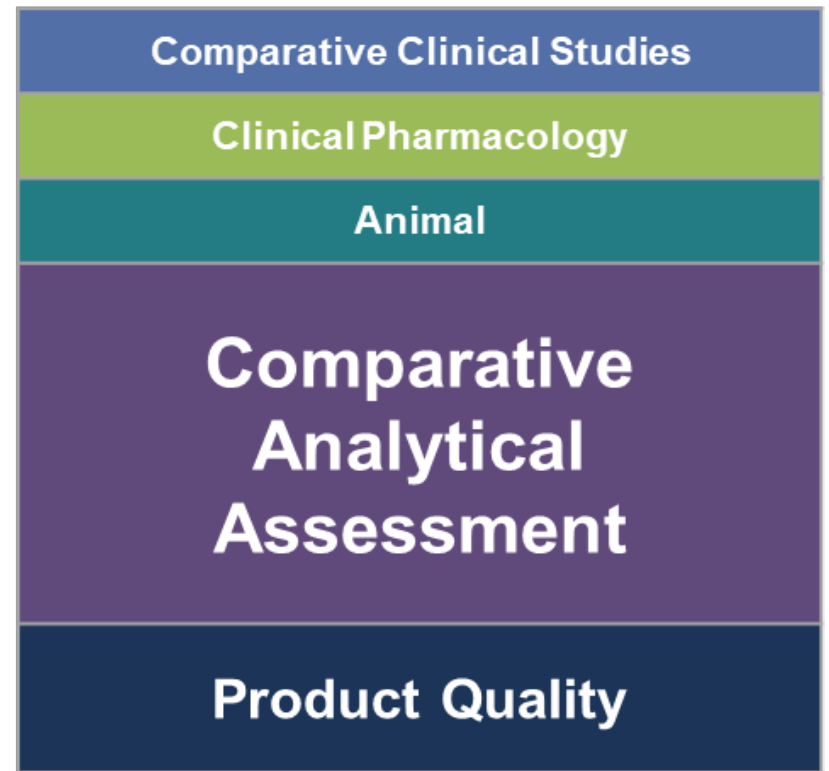 Comparative Clinical Studies
Clinical Pharmacology
Animal
Comparative
Analytical
Assessment
Product Quality